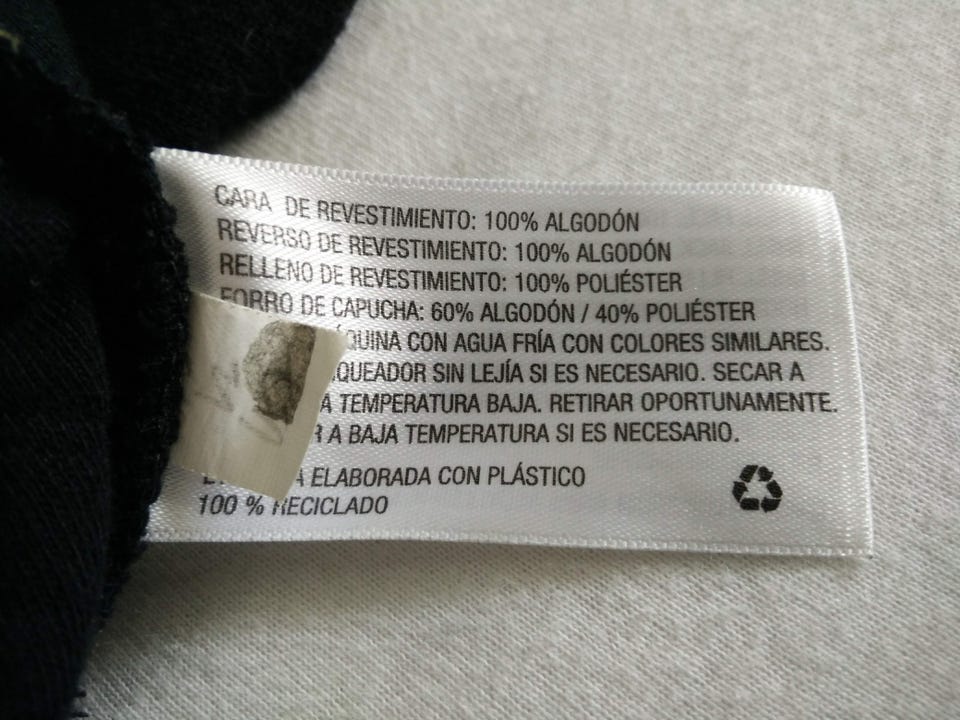 CARA DE REVESTIMIENTO: 100% ALGODÓN
REVERSO DE REVESTIMIENTO: 100% ALGODÓN
RELLENO DE REVESTIMIENTO: 100% POLIÉSTER
FORRO DE CAPUCHA: 60% ALGODÓN / 40% POLIÉSTER
CON AGUA FRÍA CON COLORES SIMILARES.
SIN LEJÍA SI ES NECESARIO. SECAR A
A TEMPERATURA BAJA. RETIRAR OPORTUNAMENTE.
A BAJA TEMPERATURA SI ES NECESARIO.
ELABORADA CON PLÁSTICO
100 % RECICLADO